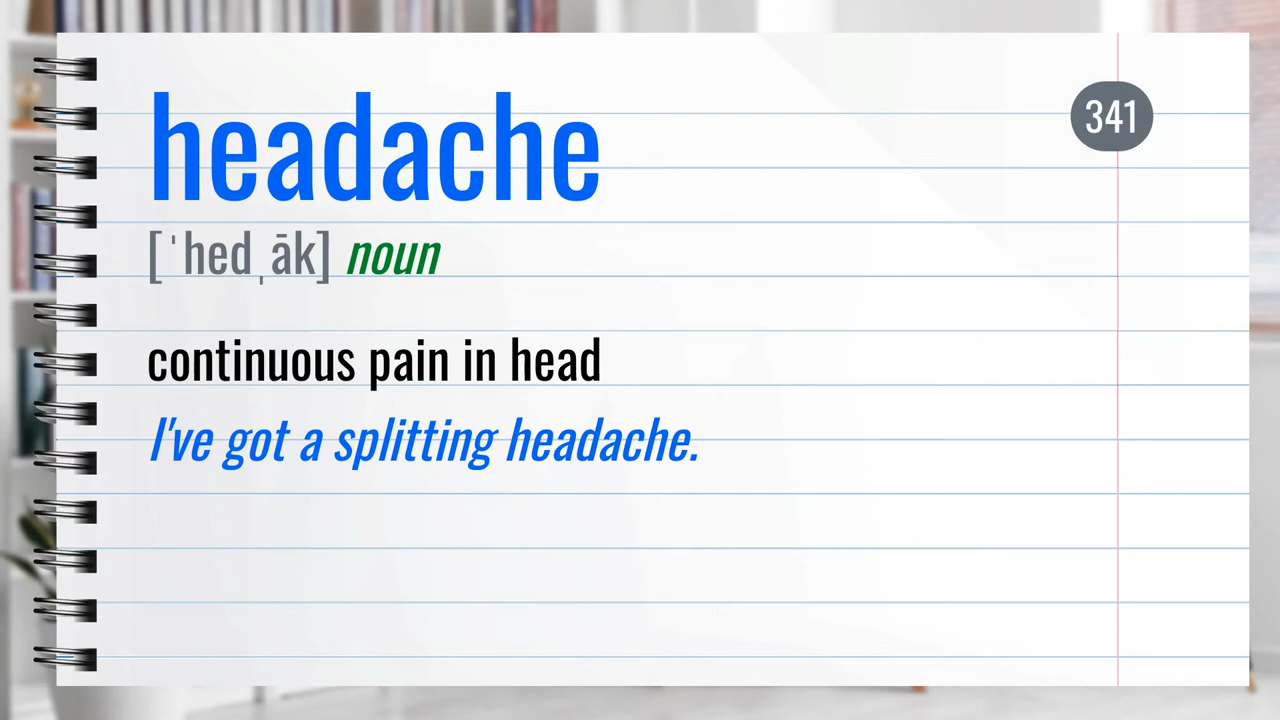 headache
341
[ˈhedˌāk] noun
continuous pain in head
I've got a splitting headache.